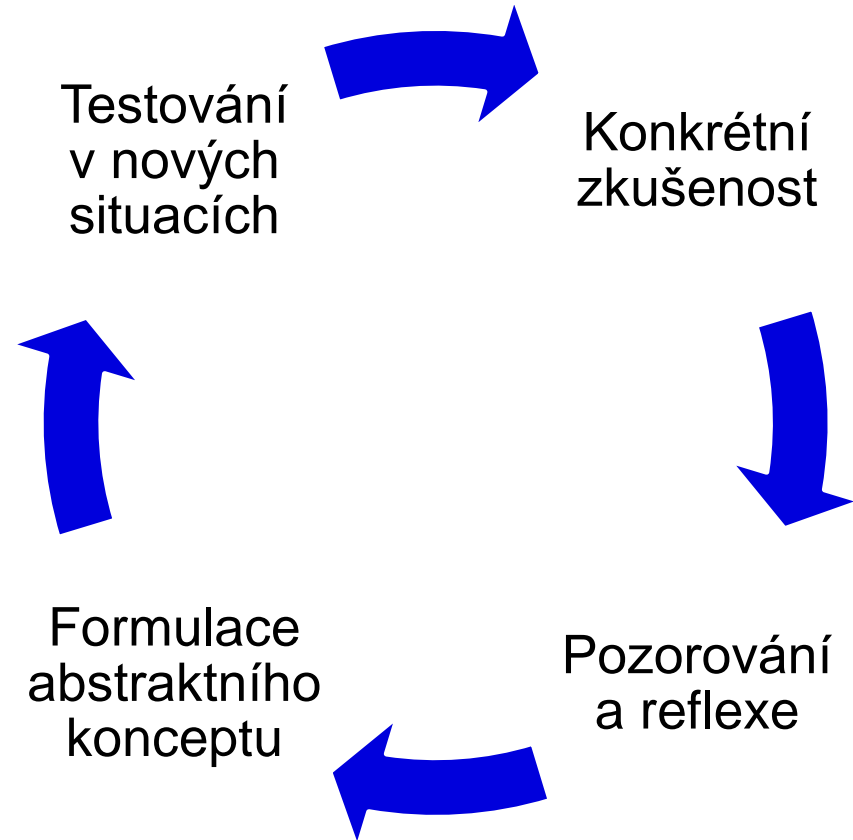 Testování
v nových
situacích
Konkrétní
zkušenost
Pozorování
a reflexe
Formulace
abstraktního
konceptu